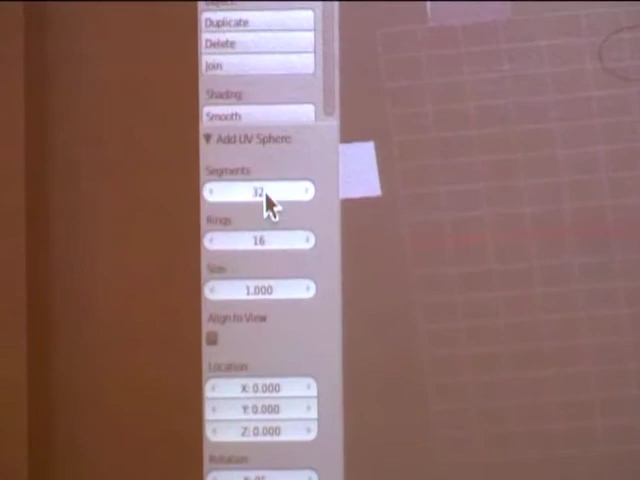 Duplicate
Delete
Join
Shading:
Smooth
Add UV Sphere
Segments
32
Rings
16
Size
1.000
Align to View
Location
X: 0.000
Y: 0.000
Z: 0.000
Rotation